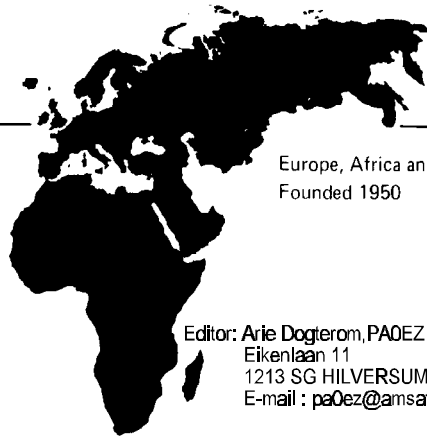 Europe, Africa an
Founded 1950
Editor: Arie Dogterom, PA0EZ
Eikenlaan 11
1213 SG HILVERSUM
E-mail : pa0ez@amsa